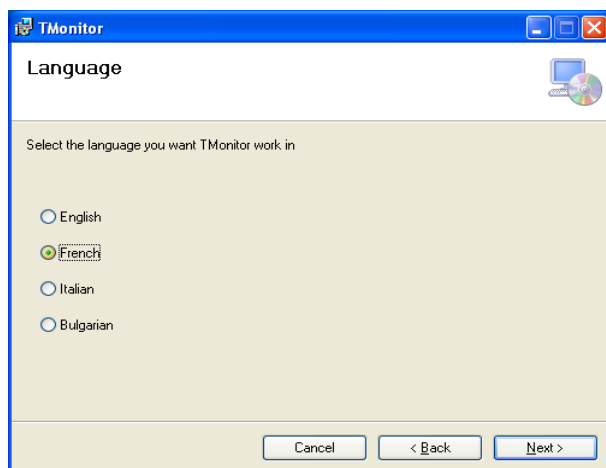 TMonitor
Language
Select the language you want TMonitor work in
English
French
Italian
Bulgarian
Cancel
< Back
Next >